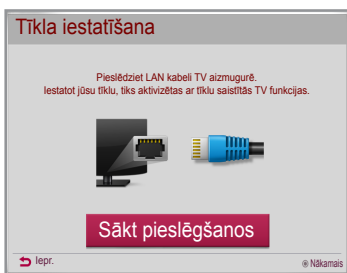 Tīkla iestatīšana
Pieslēdziet LAN kabeli TV aizmugurē.
Iestatot jūsu tīklu, tiks aktivizētas ar tīklu saistītās TV funkcijas.
Sākt pieslēgšanos
Iepr.
Nākamais